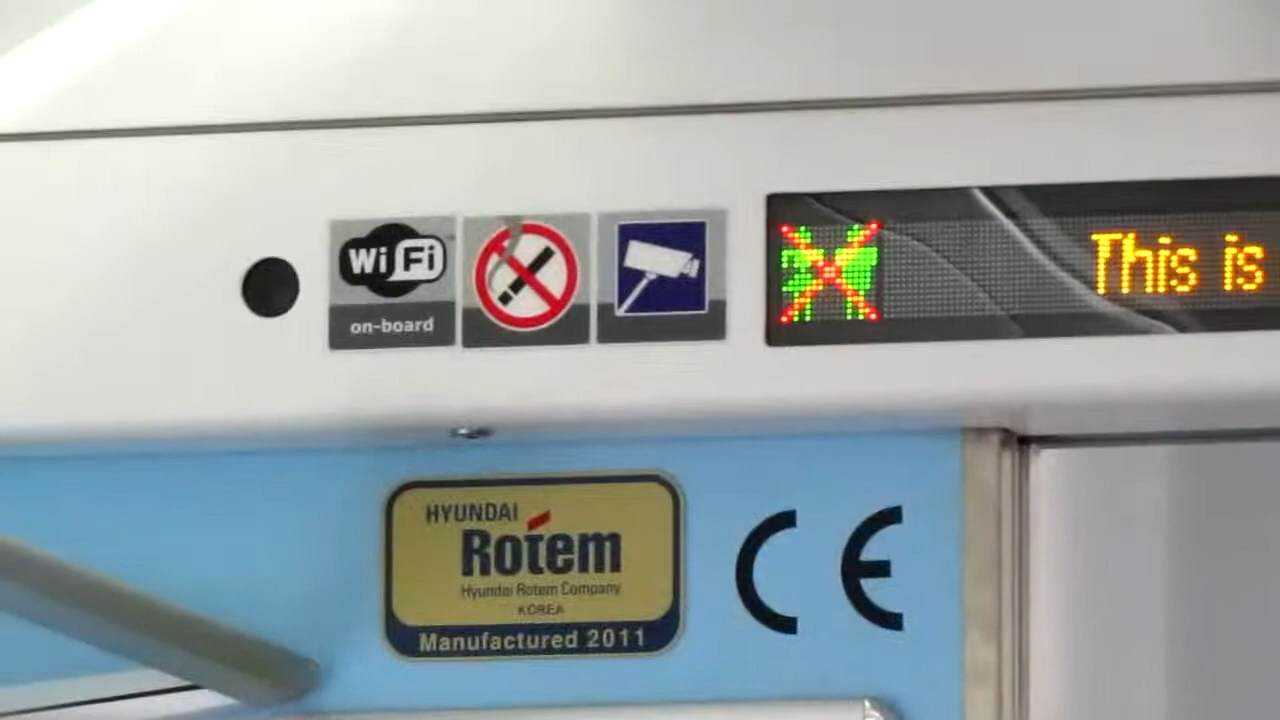 WiFi
on-board
This is
HYUNDAI
Rotem
Hyundai Rotem Company
KOREA
Manufactured 2011
CE